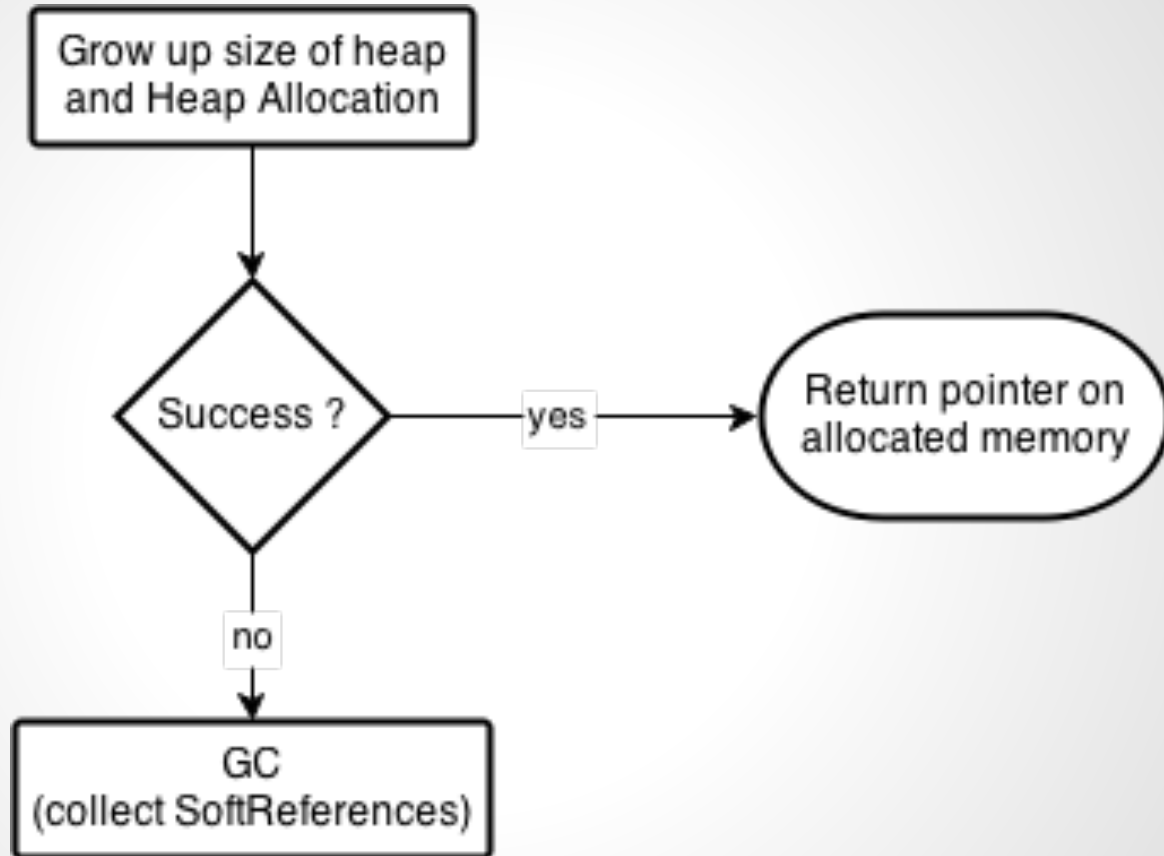 Grow up size of heap
and Heap Allocation
Success ?
yes
Return pointer on
allocated memory
no
GC
(collect SoftReferences)